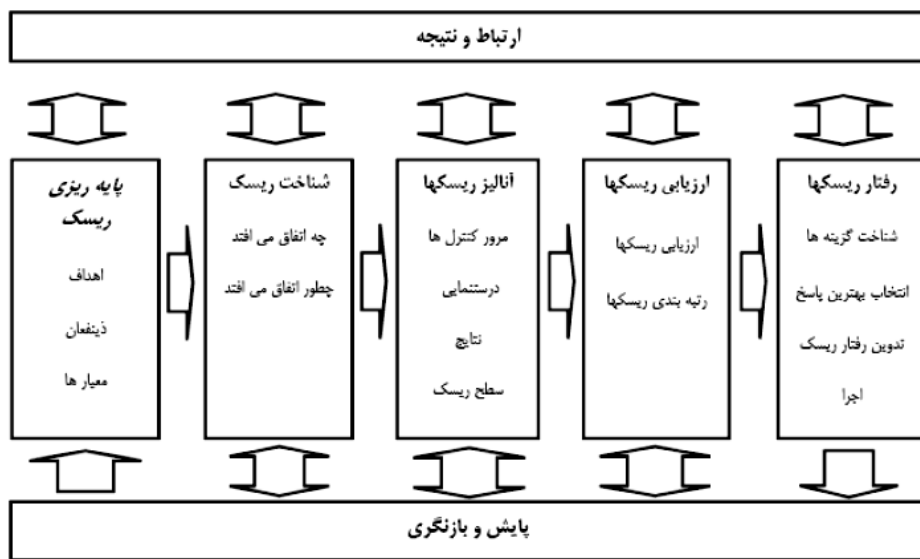 ارتباط و نتیجه
پایه ریزی
ریسک
اهداف
ذینفعان
معیار ها
شناخت ریسک
چه اتفاق می افتد
چطور اتفاق می افتد
آنالیز ریسکها
مرور کنترل ها
درستنمایی
نتایج
سطح ریسک
ارزیابی ریسکها
ارزیابی ریسکها
رتبه بندی ریسکها
رفتار ریسکها
شناخت گزینه ها
انتخاب بهترین پاسخ
تدوین رفتار ریسک
اجرا
پایش و بازنگری